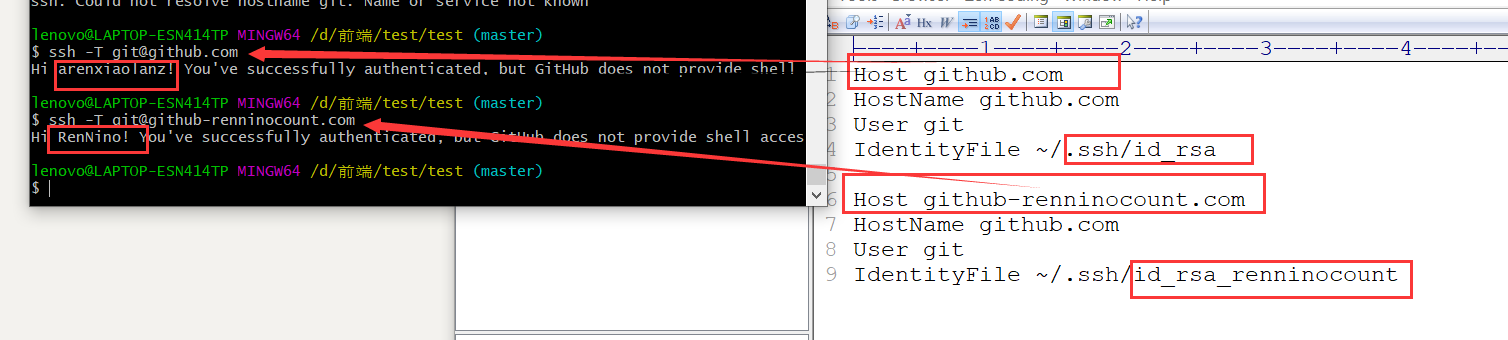 ssh: Could not resolve hostname git: Name or service not known
lenovo@LAPTOP-ESN414TP MINGW64 /d/前端/test/test (master)
$ ssh -T git@github.com
Hi arenxiaolanz! You've successfully authenticated, but GitHub does not provide shell
lenovo@LAPTOP-ESN414TP MINGW64 /d/前端/test/test (master)
$ ssh -T git@github-renninocount.com
Hi RenNino! You've successfully authenticated, but GitHub does not provide shell acces
lenovo@LAPTOP-ESN414TP MINGW64 /d/前端/test/test (master)
$
----+----1----+----2----+----3----+----4----+-
1 Host github.com
2 HostName github.com
3 User git
4 IdentityFile ~/.ssh/id_rsa
5
6 Host github-renninocount.com
7 HostName github.com
8 User git
9 IdentityFile ~/.ssh/id_rsa_renninocount